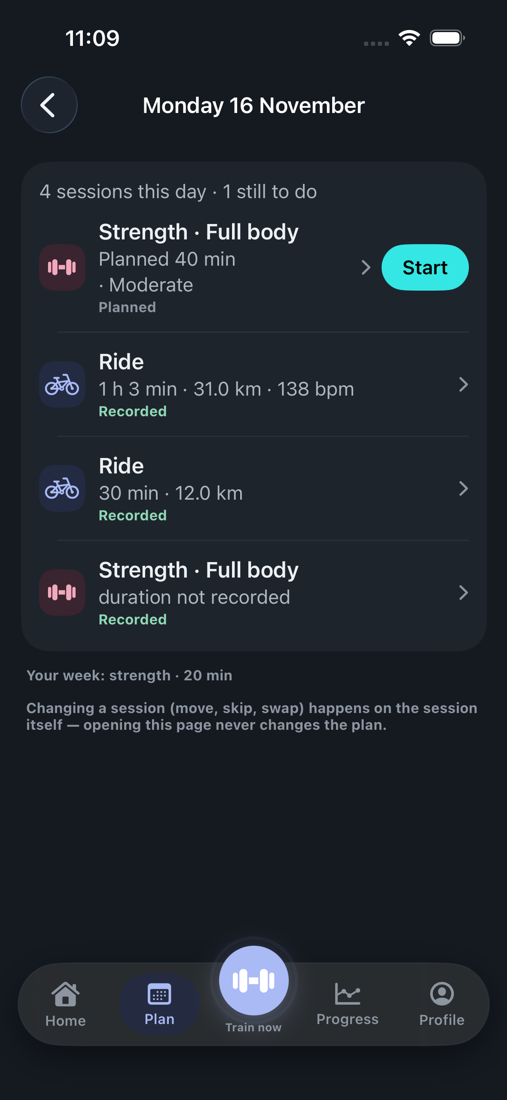 11:09
Monday 16 November
4 sessions this day · 1 still to do
Strength · Full body
Planned 40 min
· Moderate
Planned
Start
Ride
1 h 3 min · 31.0 km · 138 bpm
Recorded
Ride
30 min · 12.0 km
Recorded
Strength · Full body
duration not recorded
Recorded
Your week: strength · 20 min
Changing a session (move, skip, swap) happens on the session
itself — opening this page never changes the plan.
Home
Plan
Train now
Progress
Profile